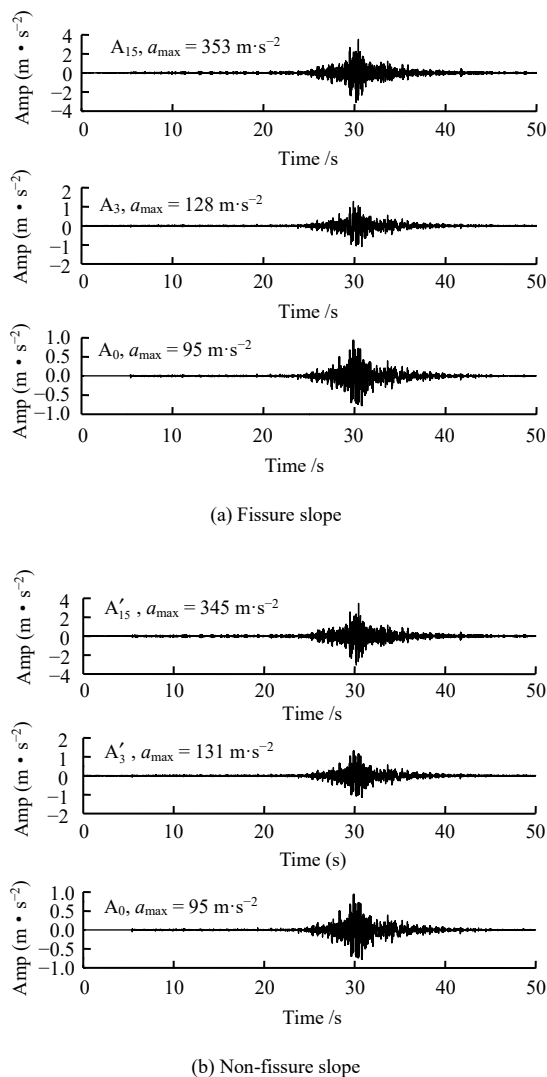 A15, amax = 353 m·s−2
Amp (m • s−2)
4
2
0
−2
−4
0 10 20 30 40 50
Time /s
A3, amax = 128 m·s−2
Amp (m • s−2)
2
1
0
−1
−2
0 10 20 30 40 50
Time /s
A0, amax = 95 m·s−2
Amp (m • s−2)
1.0
0.5
0.0
−0.5
−1.0
0 10 20 30 40 50
Time /s
(a) Fissure slope
A′15 , amax = 345 m·s−2
Amp (m • s−2)
4
2
0
−2
−4
0 10 20 30 40 50
Time /s
A′3 , amax = 131 m·s−2
Amp (m • s−2)
2
1
0
−1
−2
0 10 20 30 40 50
Time (s)
A0, amax = 95 m·s−2
Amp (m • s−2)
1.0
0.5
0.0
−0.5
−1.0
0 10 20 30 40 50
Time /s
(b) Non-fissure slope